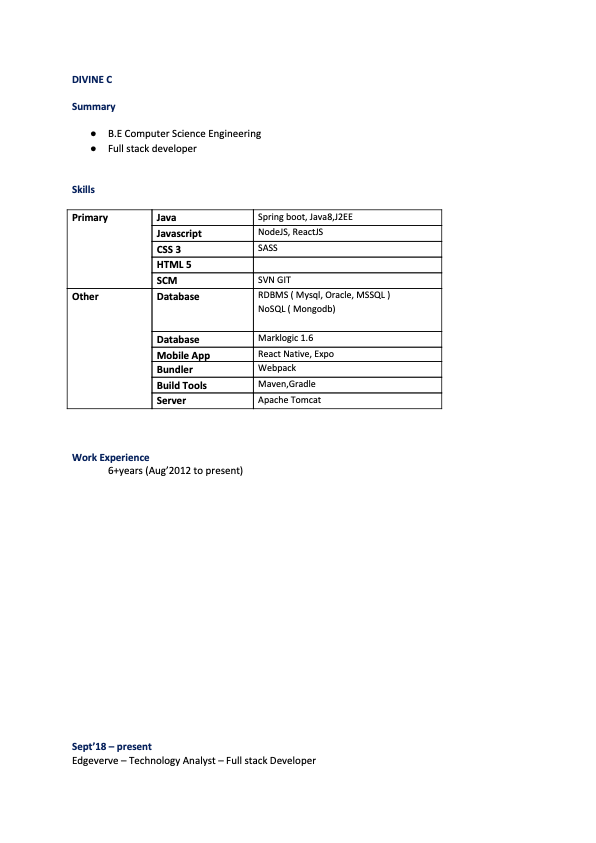 DIVINE C
Summary
● B.E Computer Science Engineering
● Full stack developer
Skills
Primary Java Spring boot, Java8,J2EE
Javascript NodeJS, ReactJS
CSS 3 SASS
HTML 5
SCM SVN GIT
Other Database RDBMS ( Mysql, Oracle, MSSQL )
NoSQL ( Mongodb)
Database Marklogic 1.6
Mobile App React Native, Expo
Bundler Webpack
Build Tools Maven,Gradle
Server Apache Tomcat
Work Experience
6+years (Aug’2012 to present)
Sept’18 – present
Edgeverve – Technology Analyst – Full stack Developer